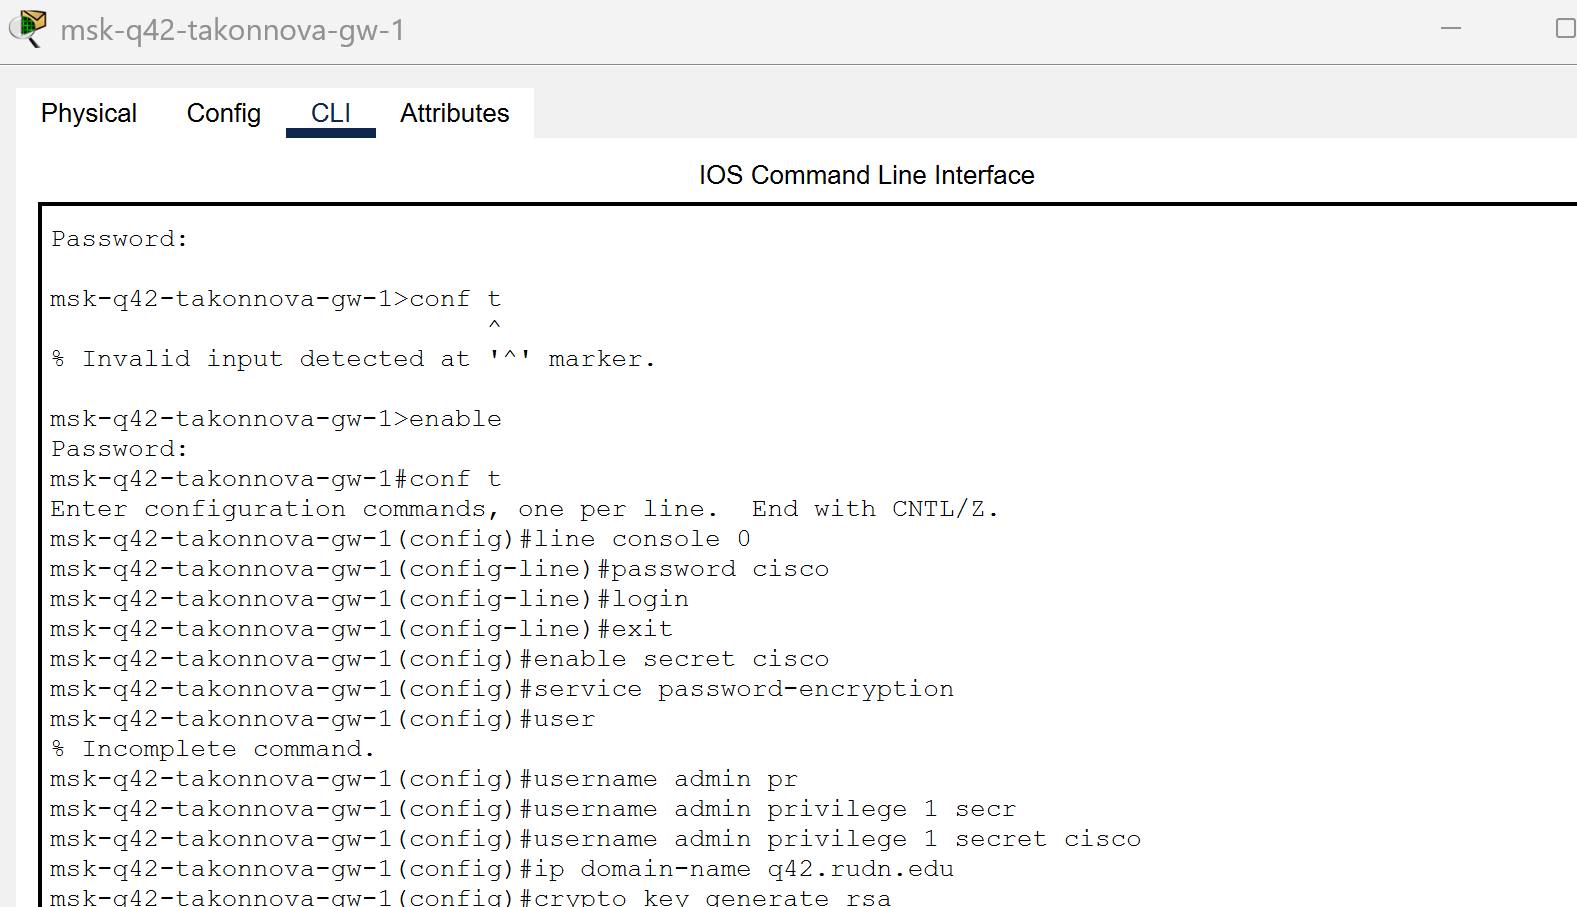 msk-q42-takonnova-gw-1
Physical Config CLI Attributes
IOS Command Line Interface
Password:
msk-q42-takonnova-gw-1>conf t
^
% Invalid input detected at '^' marker.
msk-q42-takonnova-gw-1>enable
Password:
msk-q42-takonnova-gw-1#conf t
Enter configuration commands, one per line.  End with CNTL/Z.
msk-q42-takonnova-gw-1(config)#line console 0
msk-q42-takonnova-gw-1(config-line)#password cisco
msk-q42-takonnova-gw-1(config-line)#login
msk-q42-takonnova-gw-1(config-line)#exit
msk-q42-takonnova-gw-1(config)#enable secret cisco
msk-q42-takonnova-gw-1(config)#service password-encryption
msk-q42-takonnova-gw-1(config)#user
% Incomplete command.
msk-q42-takonnova-gw-1(config)#username admin pr
msk-q42-takonnova-gw-1(config)#username admin privilege 1 secr
msk-q42-takonnova-gw-1(config)#username admin privilege 1 secret cisco
msk-q42-takonnova-gw-1(config)#ip domain-name q42.rudn.edu
msk-q42-takonnova-gw-1(config)#crypto key generate rsa